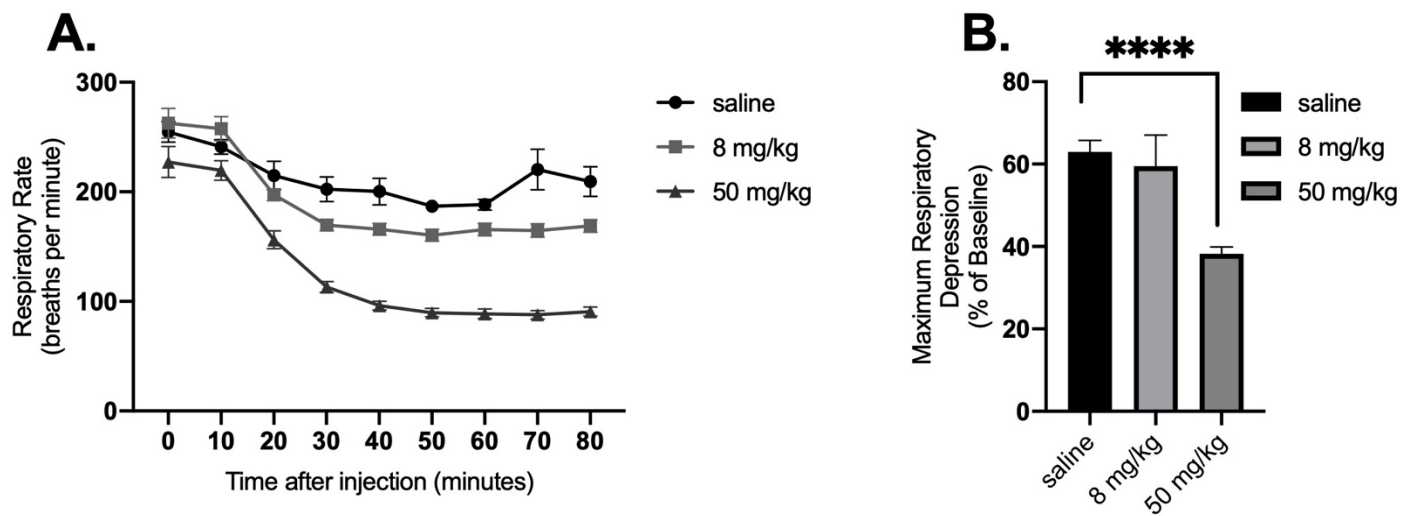 A.
300
200
100
0
Respiratory Rate
(breaths per minute)
0 10 20 30 40 50 60 70 80
Time after injection (minutes)
saline
8 mg/kg
50 mg/kg
B.
****
80
60
40
20
0
Maximum Respiratory
Depression
(% of Baseline)
saline
8 mg/kg
50 mg/kg
saline
8 mg/kg
50 mg/kg